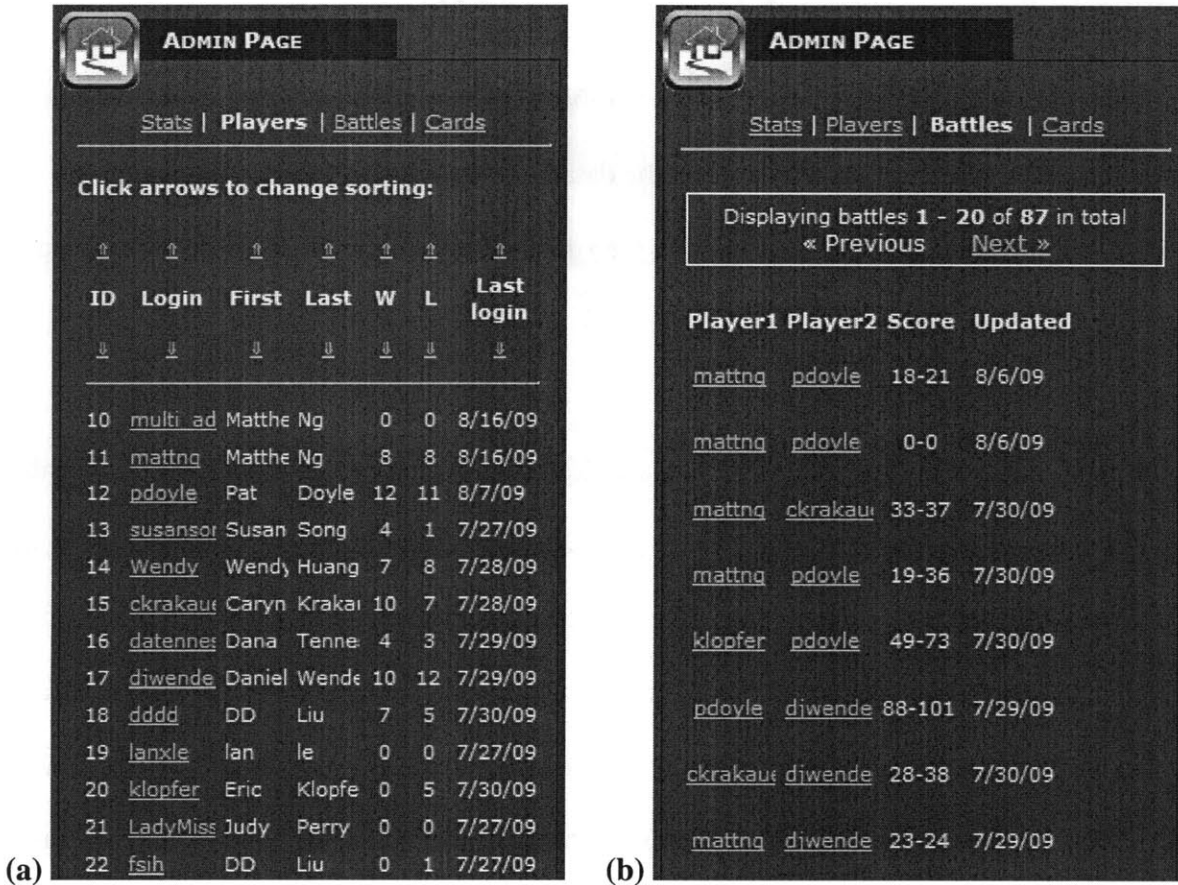 ADMIN PAGE
Stats | Players | Battles | Cards
Click arrows to change sorting:
⇑ ⇑ ⇑ ⇑ ⇑ ⇑ ⇑
ID Login First Last W L Last login
⇓ ⇓ ⇓ ⇓ ⇓ ⇓ ⇓
10 multi_ad Matthe Ng 0 0 8/16/09
11 mattng Matthe Ng 8 8 8/16/09
12 pdoyle Pat Doyle 12 11 8/7/09
13 susanson Susan Song 4 1 7/27/09
14 Wendy Wendy Huang 7 8 7/28/09
15 ckrakaue Caryn Krakau 10 7 7/28/09
16 datennes Dana Tenne 4 3 7/29/09
17 djwende Daniel Wende 10 12 7/29/09
18 dddd DD Liu 7 5 7/30/09
19 lanxle lan le 0 0 7/27/09
20 klopfer Eric Klopfe 0 5 7/30/09
21 LadyMiss Judy Perry 0 0 7/27/09
22 fsih DD Liu 0 1 7/27/09
(a)
ADMIN PAGE
Stats | Players | Battles | Cards
Displaying battles 1 - 20 of 87 in total
« Previous Next »
Player1 Player2 Score Updated
mattng pdoyle 18-21 8/6/09
mattng pdoyle 0-0 8/6/09
mattng ckrakaue 33-37 7/30/09
mattng pdoyle 19-36 7/30/09
klopfer pdoyle 49-73 7/30/09
pdoyle djwende 88-101 7/29/09
ckrakaue djwende 28-38 7/30/09
mattng djwende 23-24 7/29/09
(b)